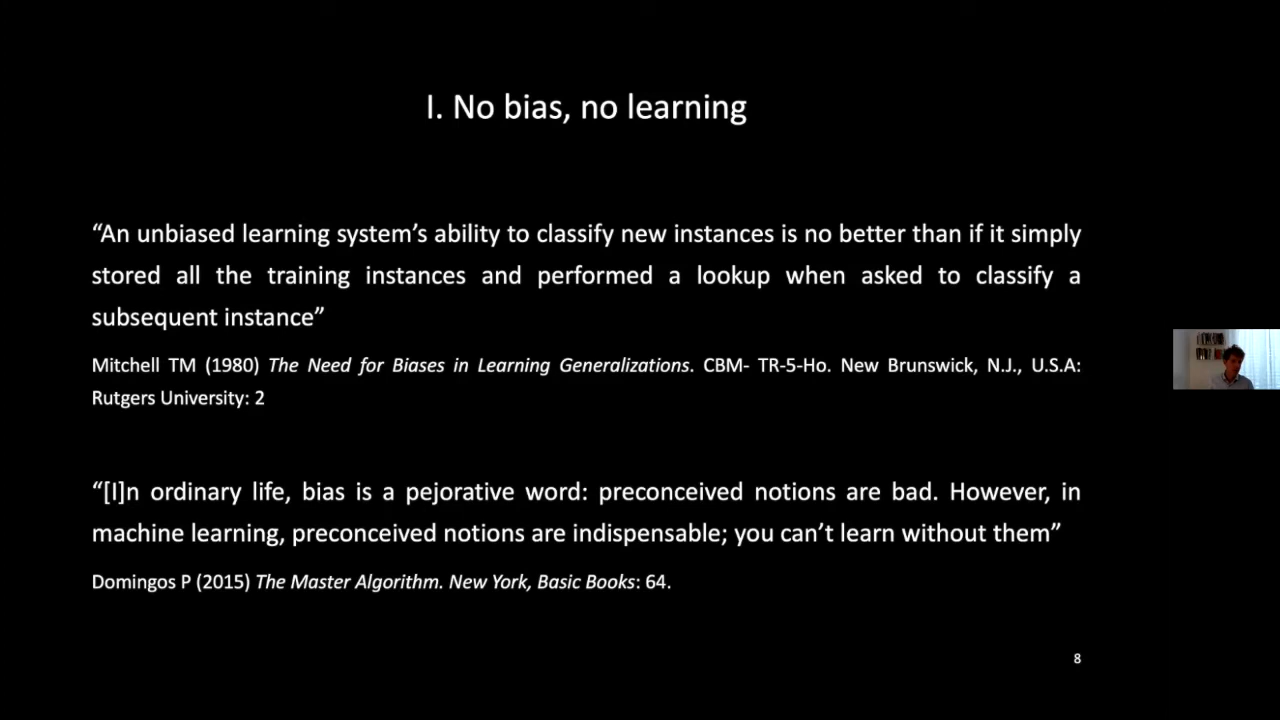 I. No bias, no learning
“An unbiased learning system’s ability to classify new instances is no better than if it simply
stored all the training instances and performed a lookup when asked to classify a
subsequent instance”
Mitchell TM (1980) The Need for Biases in Learning Generalizations. CBM- TR-5-Ho. New Brunswick, N.J., U.S.A:
Rutgers University: 2
“[I]n ordinary life, bias is a pejorative word: preconceived notions are bad. However, in
machine learning, preconceived notions are indispensable; you can’t learn without them”
Domingos P (2015) The Master Algorithm. New York, Basic Books: 64.
8